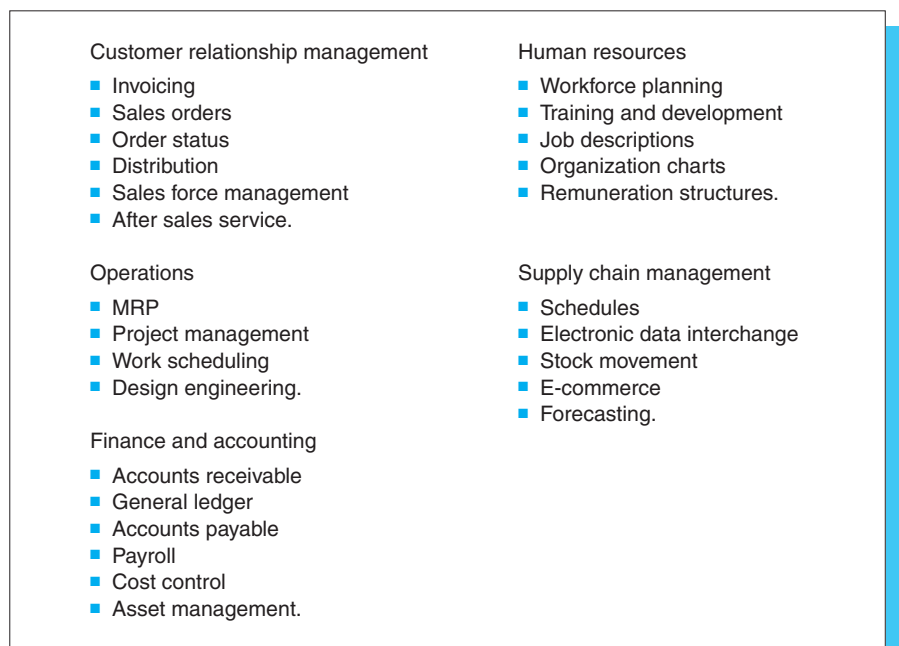 Customer relationship management
■ Invoicing
■ Sales orders
■ Order status
■ Distribution
■ Sales force management
■ After sales service.
Operations
■ MRP
■ Project management
■ Work scheduling
■ Design engineering.
Finance and accounting
■ Accounts receivable
■ General ledger
■ Accounts payable
■ Payroll
■ Cost control
■ Asset management.
Human resources
■ Workforce planning
■ Training and development
■ Job descriptions
■ Organization charts
■ Remuneration structures.
Supply chain management
■ Schedules
■ Electronic data interchange
■ Stock movement
■ E-commerce
■ Forecasting.